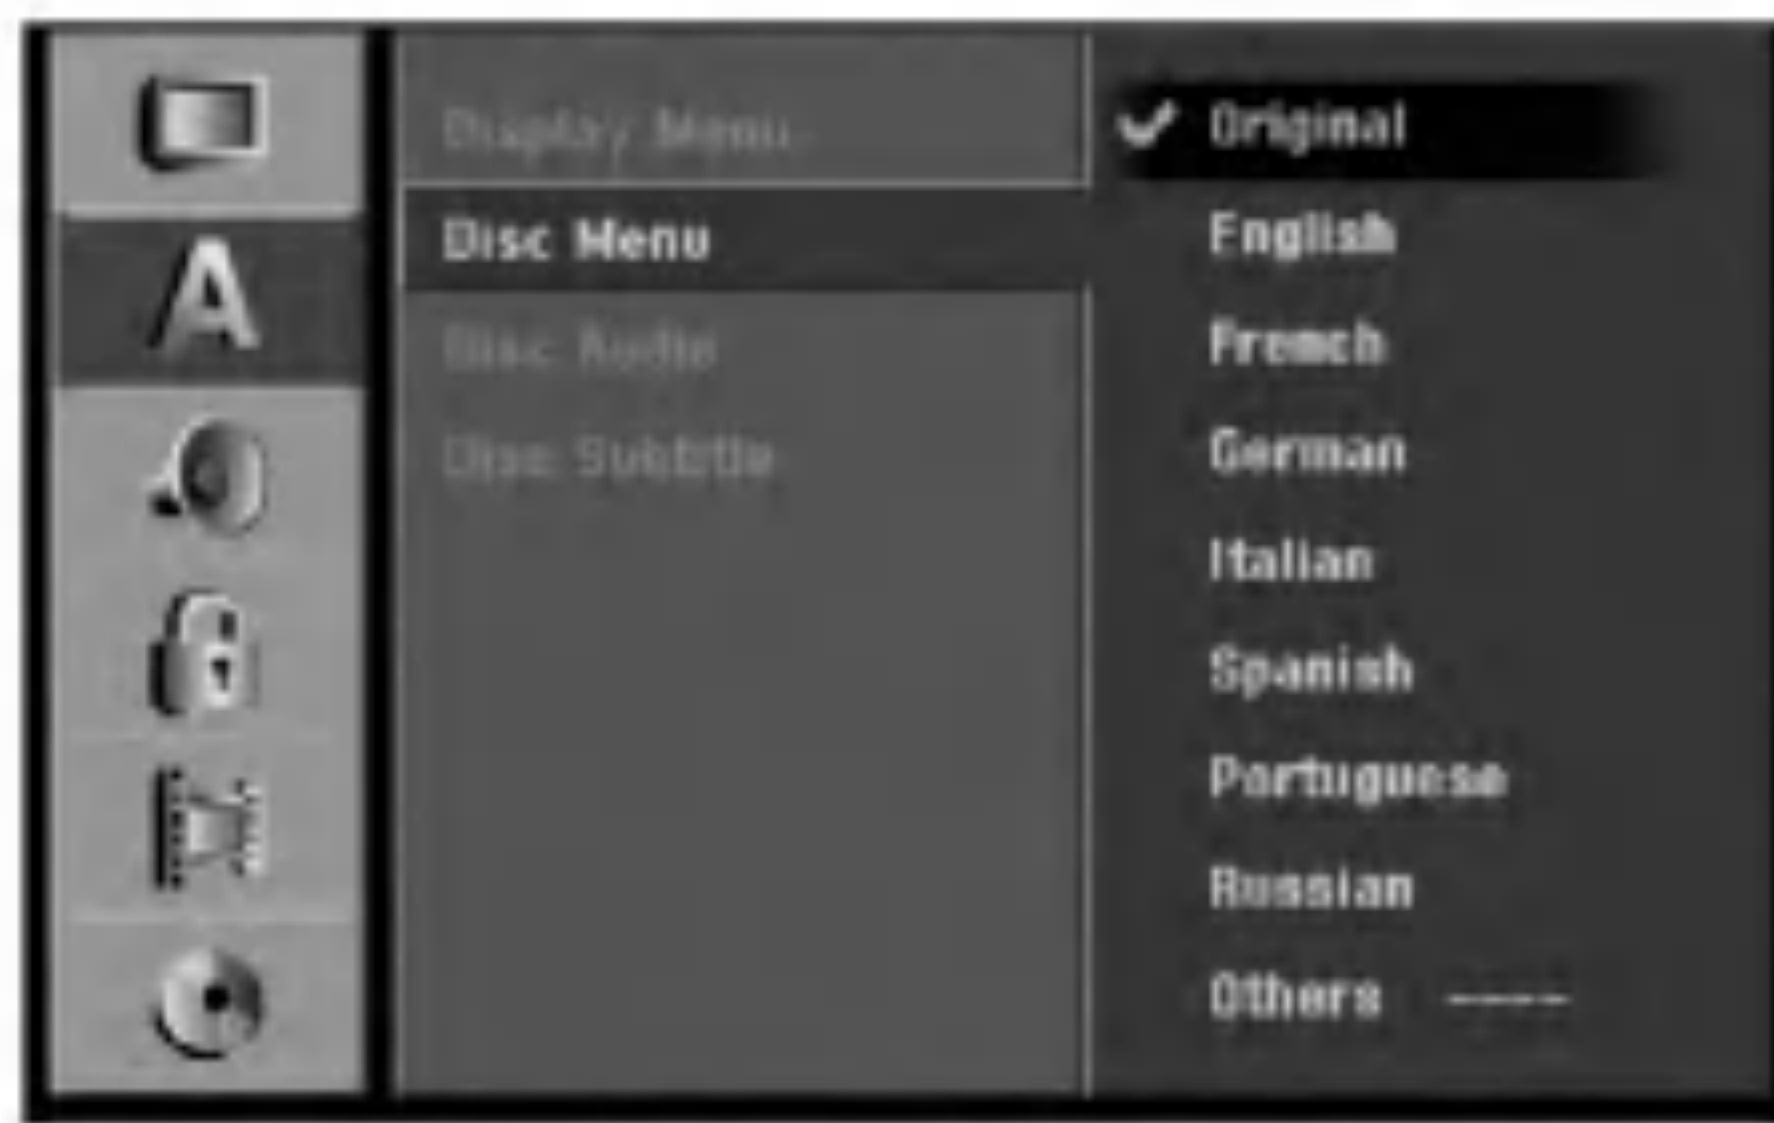 Display Menu
Disc Menu
Disc Audio
Disc Subtitle
Original
English
French
German
Italian
Spanish
Portuguese
Russian
Others ----
A